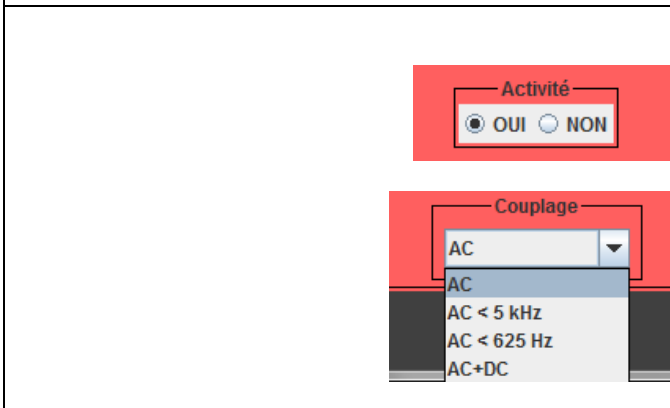 Activité
OUI NON
Couplage
AC
AC
AC < 5 kHz
AC < 625 Hz
AC+DC